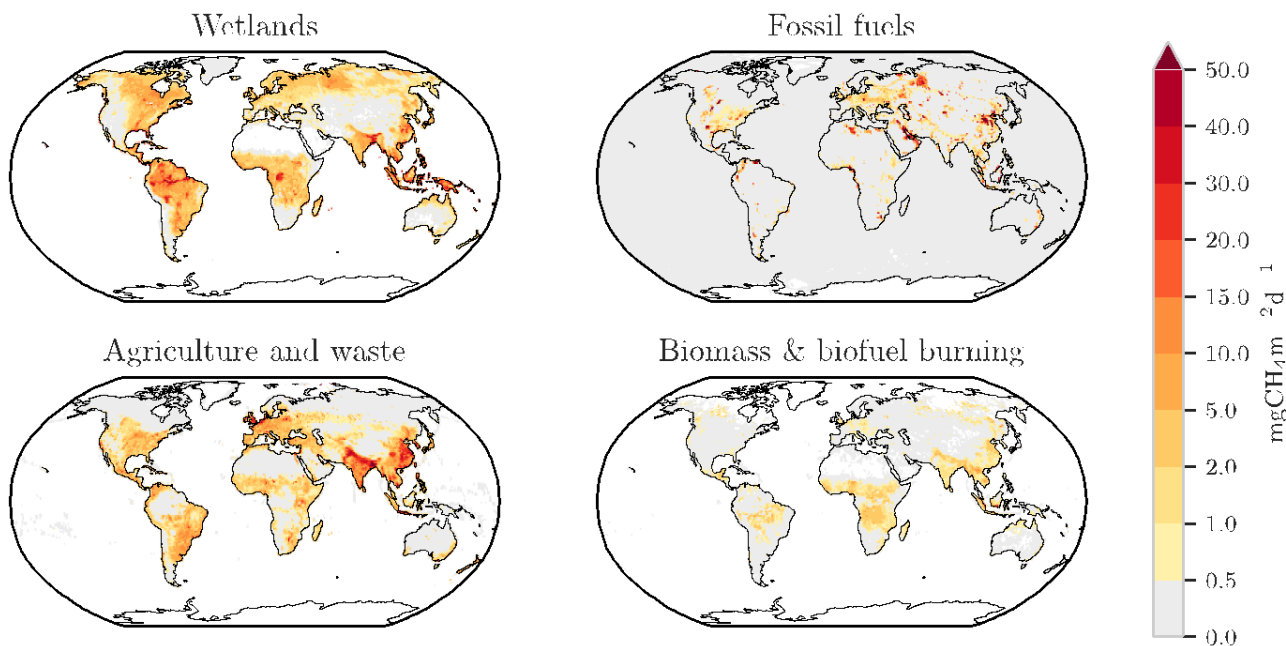 Wetlands
Fossil fuels
Agriculture and waste
Biomass & biofuel burning
50.0
40.0
30.0
20.0
15.0
10.0
5.0
2.0
1.0
0.5
0.0
mgCH₄m ²d ¹